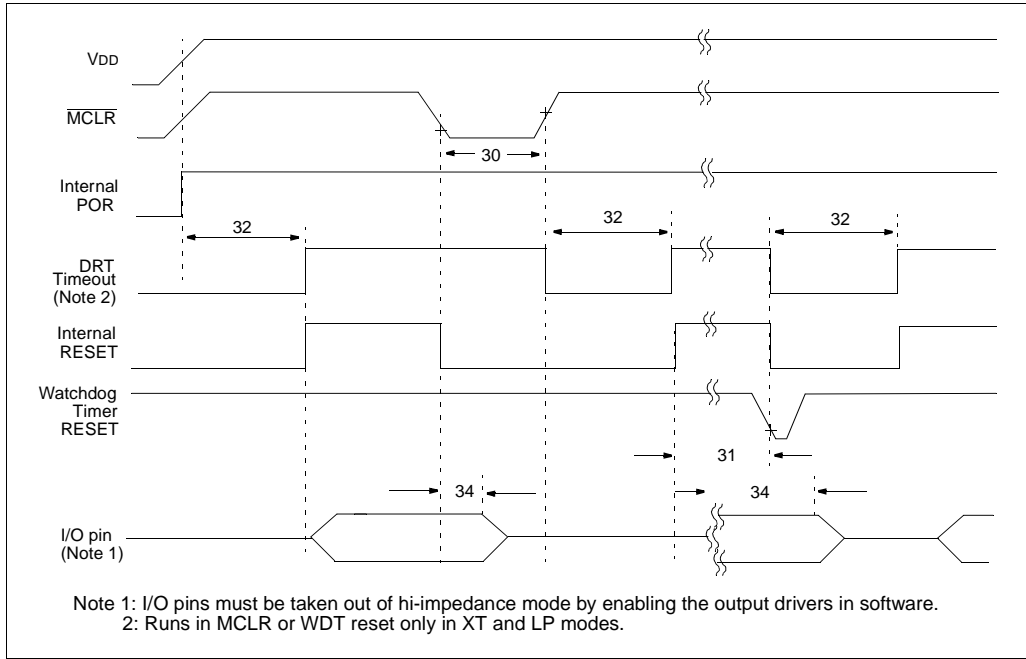 VDD
MCLR
30
Internal
POR
32
32
32
DRT
Timeout
(Note 2)
Internal
RESET
Watchdog
Timer
RESET
31
34
34
I/O pin
(Note 1)
Note 1: I/O pins must be taken out of hi-impedance mode by enabling the output drivers in software.
2: Runs in MCLR or WDT reset only in XT and LP modes.